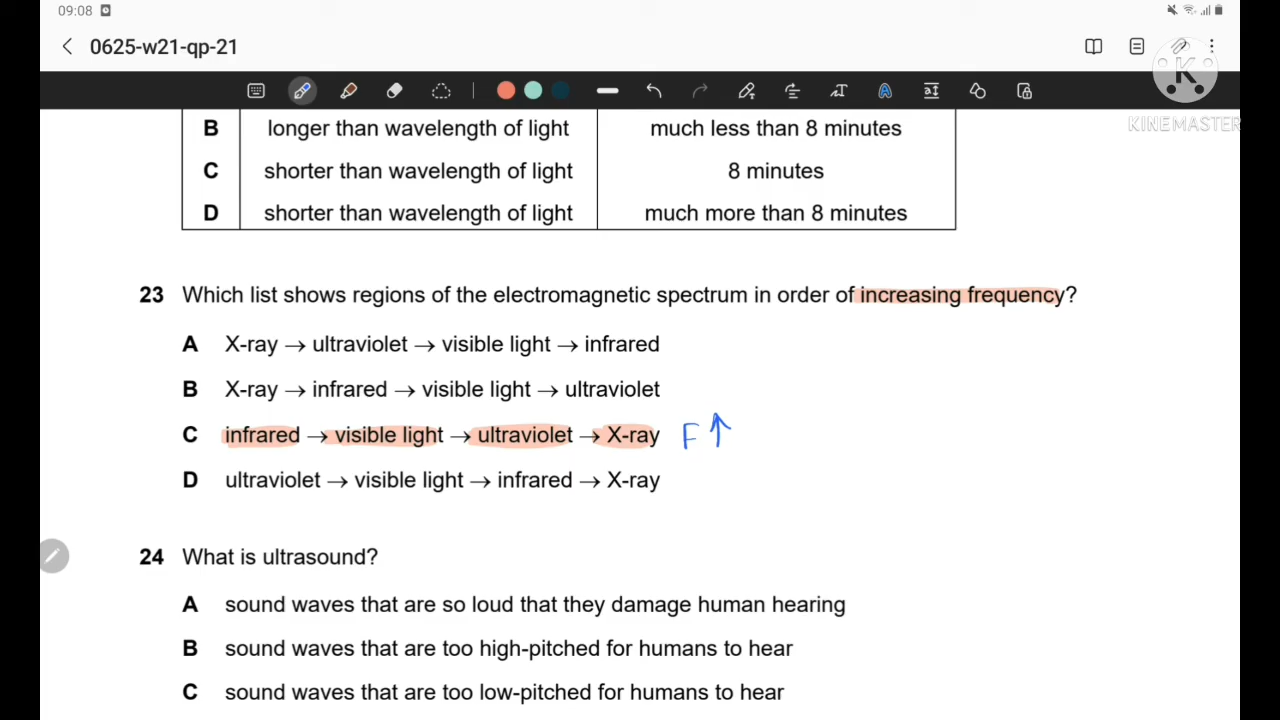 09:08
0625-w21-qp-21
K
KINEMASTER
B longer than wavelength of light much less than 8 minutes
C shorter than wavelength of light 8 minutes
D shorter than wavelength of light much more than 8 minutes
23 Which list shows regions of the electromagnetic spectrum in order of increasing frequency?
A X-ray → ultraviolet → visible light → infrared
B X-ray → infrared → visible light → ultraviolet
C infrared → visible light → ultraviolet → X-ray F ↑
D ultraviolet → visible light → infrared → X-ray
24 What is ultrasound?
A sound waves that are so loud that they damage human hearing
B sound waves that are too high-pitched for humans to hear
C sound waves that are too low-pitched for humans to hear